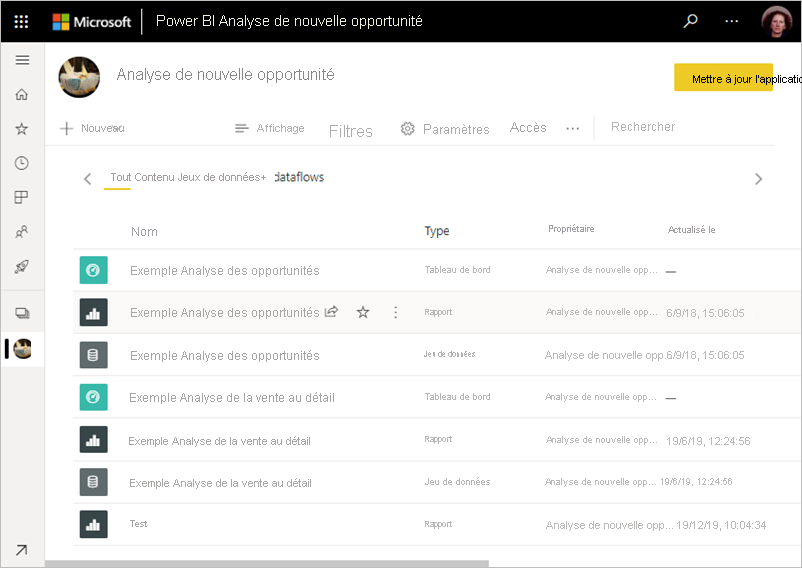 Microsoft Power BI Analyse de nouvelle opportunité
Analyse de nouvelle opportunité
Mettre à jour l'applicatio
Nouveau Affichage Filtres Paramètres Accès Rechercher
Tout Contenu Jeux de données+ dataflows
Nom Type Propriétaire Actualisé le
Exemple Analyse des opportunités Tableau de bord Analyse de nouvelle opp... —
Exemple Analyse des opportunités Rapport Analyse de nouvelle opp... 6/9/18, 15:06:05
Exemple Analyse des opportunités Jeu de données Analyse de nouvelle opp. 6/9/18, 15:06:05
Exemple Analyse de la vente au détail Tableau de bord Analyse de nouvelle opp... —
Exemple Analyse de la vente au détail Rapport Analyse de nouvelle opp... 19/6/19, 12:24:56
Exemple Analyse de la vente au détail Jeu de données Analyse de nouvelle opp... 19/6/19, 12:24:56
Test Rapport Analyse de nouvelle opp... 19/12/19, 10:04:34